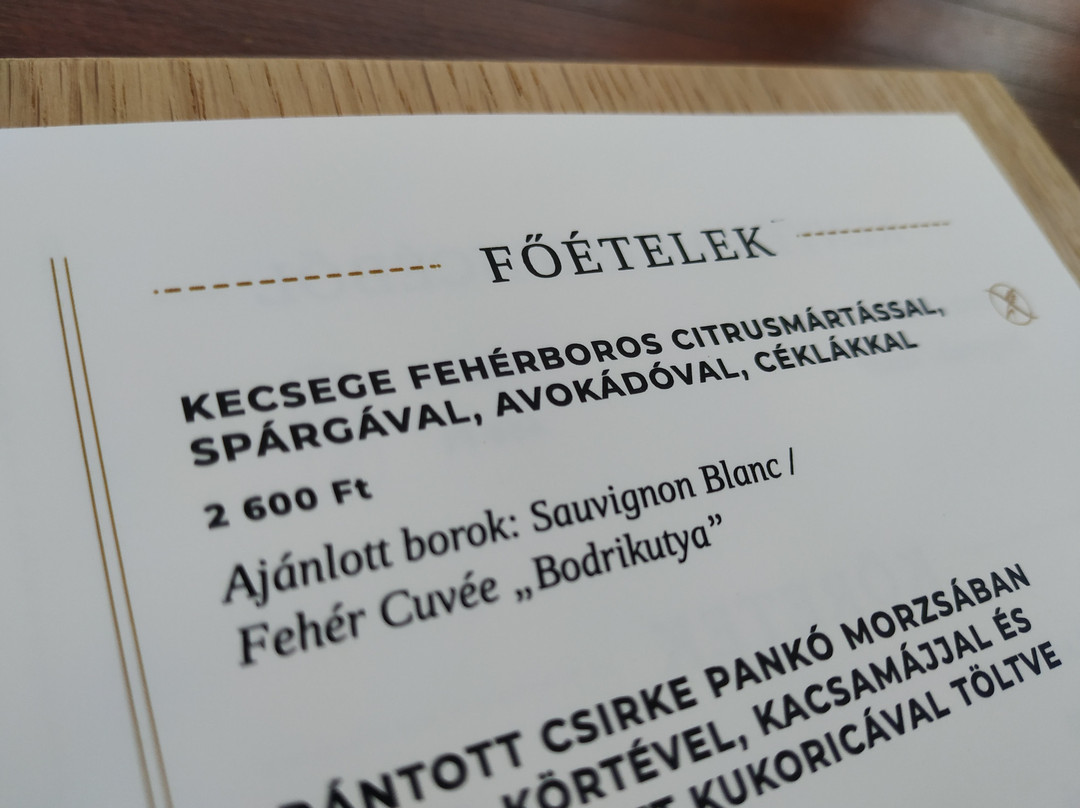 FŐÉTELEK
KECSEGE FEHÉRBOROS CITRUSMÁRTÁSSAL,
SPÁRGÁVAL, AVOKÁDÓVAL, CÉKLÁKKAL
2 600 Ft
Ajánlott borok: Sauvignon Blanc /
Fehér Cuvée „Bodrikutya”
CSIRKE PANKÓ MORZSÁBAN
KÖRTÉVEL, KACSAMÁJJAL ÉS
KUKORICÁVAL TÖLTVE